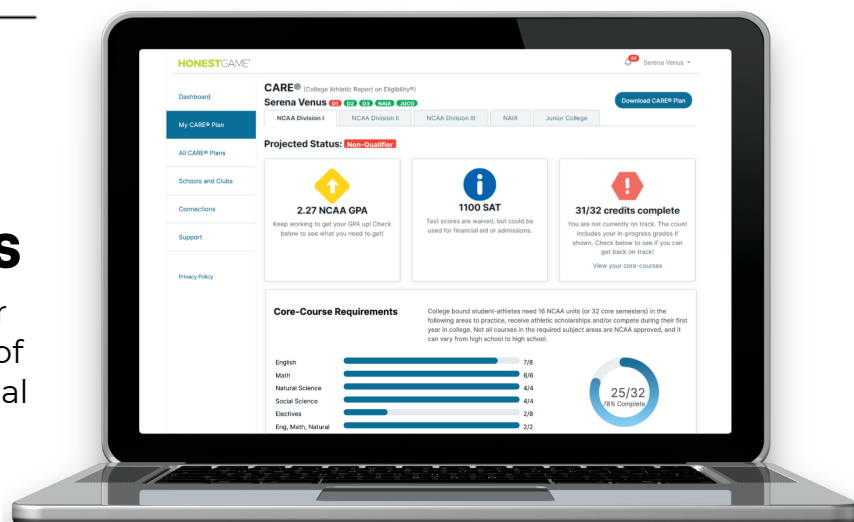 s
r
of
al
HONESTGAME®
28
Serena Venus
Dashboard
My CARE® Plan
All CARE® Plans
Schools and Clubs
Connections
Support
Privacy Policy
CARE® (College Athletic Report on Eligibility®)
Serena Venus D1 D2 D3 NAIA JUCO
Download CARE® Plan
NCAA Division I
NCAA Division II
NCAA Division III
NAIA
Junior College
Projected Status: Non-Qualifier
2.27 NCAA GPA
Keep working to get your GPA up! Check
below to see what you need to get!
1100 SAT
Test scores are waived, but could be
used for financial aid or admissions.
31/32 credits complete
You are not currently on track. The count
includes your in-progress grades if
shown. Check below to see if you can
get back on track!
View your core-courses
Core-Course Requirements
College bound student-athletes need 16 NCAA units (or 32 core semesters) in the
following areas to practice, receive athletic scholarships and/or compete during their first
year in college. Not all courses in the required subject areas are NCAA approved, and it
can vary from high school to high school.
English 7/8
Math 6/6
Natural Science 4/4
Social Science 4/4
Electives 2/8
Eng, Math, Natural 2/2
25/32
78% Complete